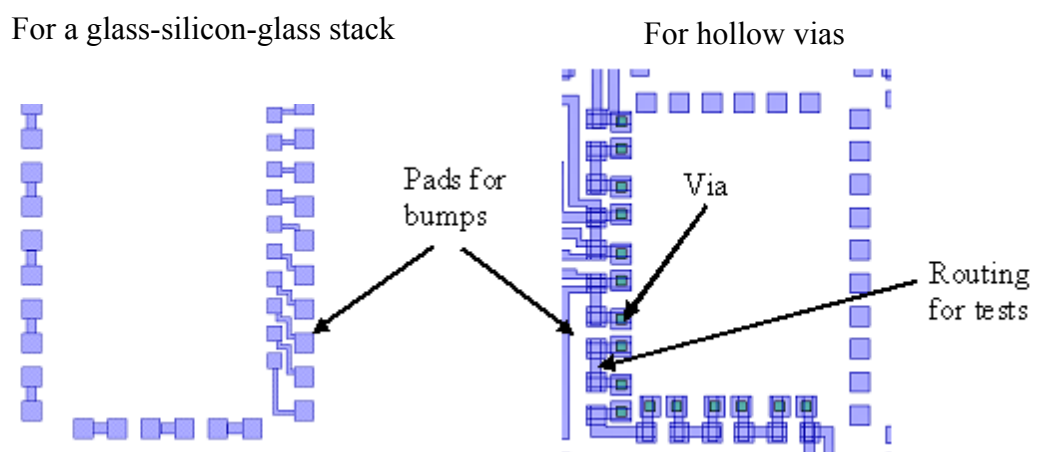 For a glass-silicon-glass stack
For hollow vias
Pads for
bumps
Via
Routing
for tests